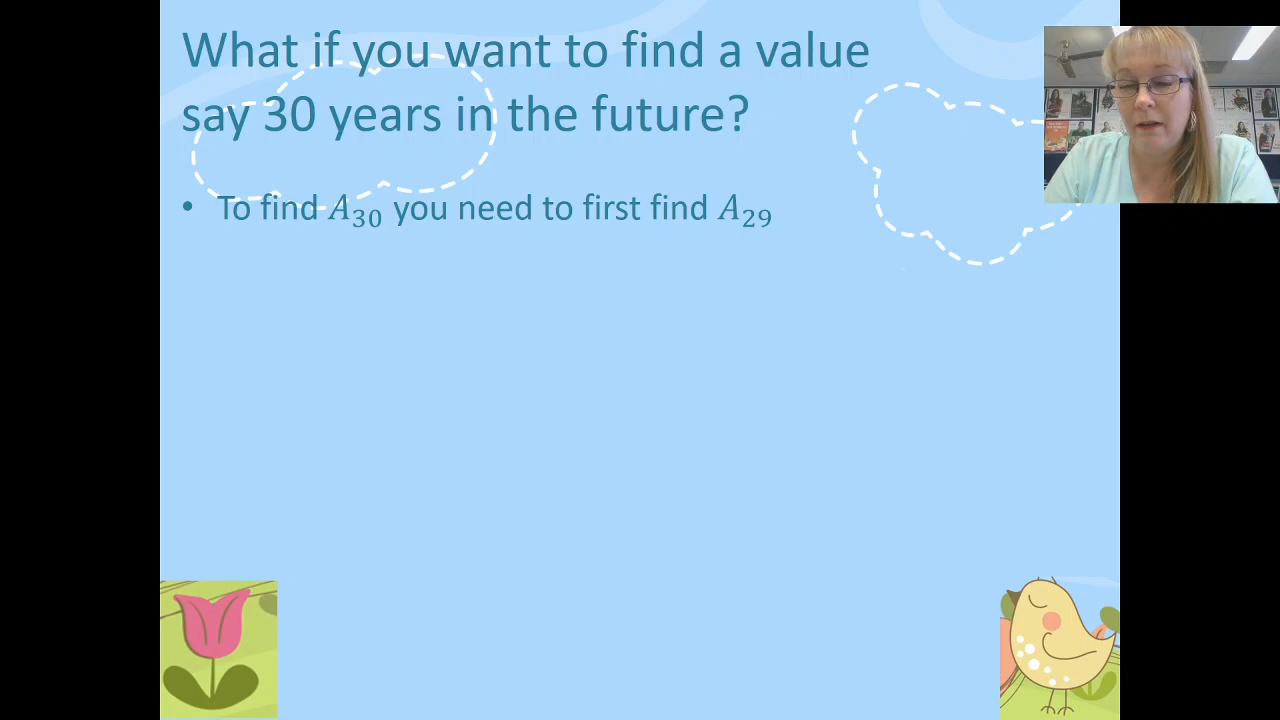 What if you want to find a value
say 30 years in the future?
• To find A₃₀ you need to first find A₂₉